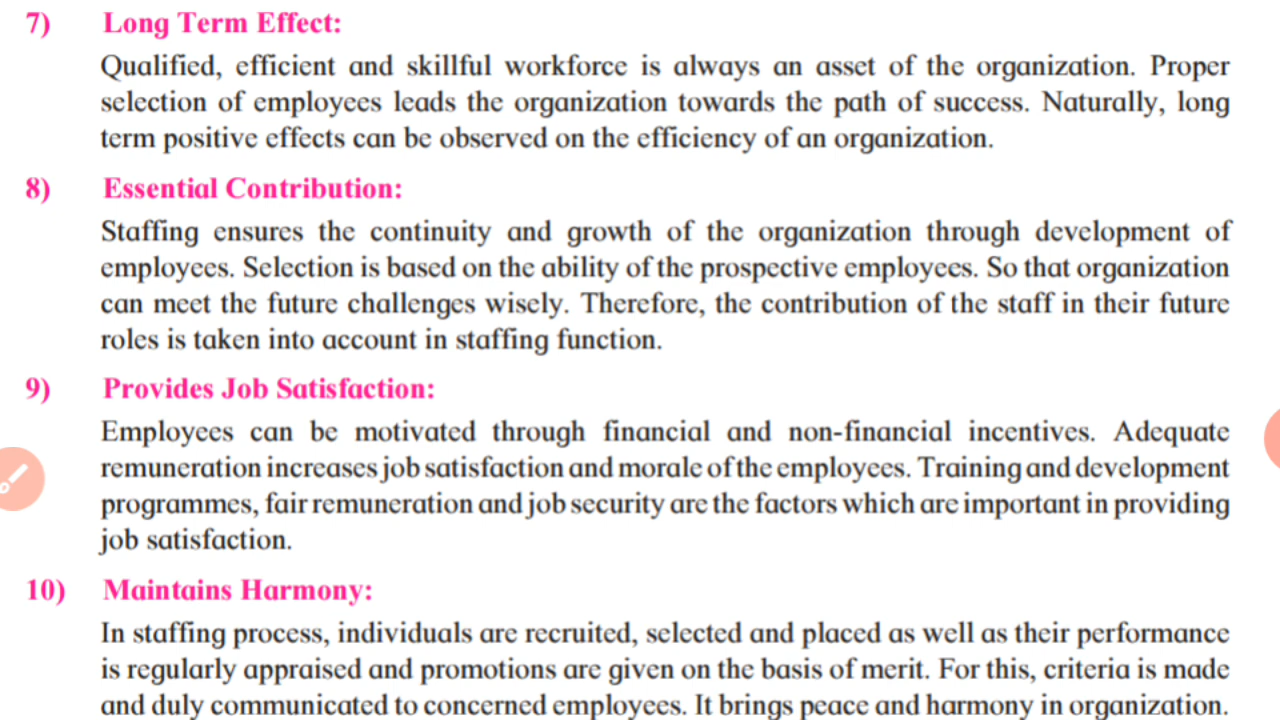 7) Long Term Effect:
Qualified, efficient and skillful workforce is always an asset of the organization. Proper
selection of employees leads the organization towards the path of success. Naturally, long
term positive effects can be observed on the efficiency of an organization.
8) Essential Contribution:
Staffing ensures the continuity and growth of the organization through development of
employees. Selection is based on the ability of the prospective employees. So that organization
can meet the future challenges wisely. Therefore, the contribution of the staff in their future
roles is taken into account in staffing function.
9) Provides Job Satisfaction:
Employees can be motivated through financial and non-financial incentives. Adequate
remuneration increases job satisfaction and morale of the employees. Training and development
programmes, fair remuneration and job security are the factors which are important in providing
job satisfaction.
10) Maintains Harmony:
In staffing process, individuals are recruited, selected and placed as well as their performance
is regularly appraised and promotions are given on the basis of merit. For this, criteria is made
and duly communicated to concerned employees. It brings peace and harmony in organization.